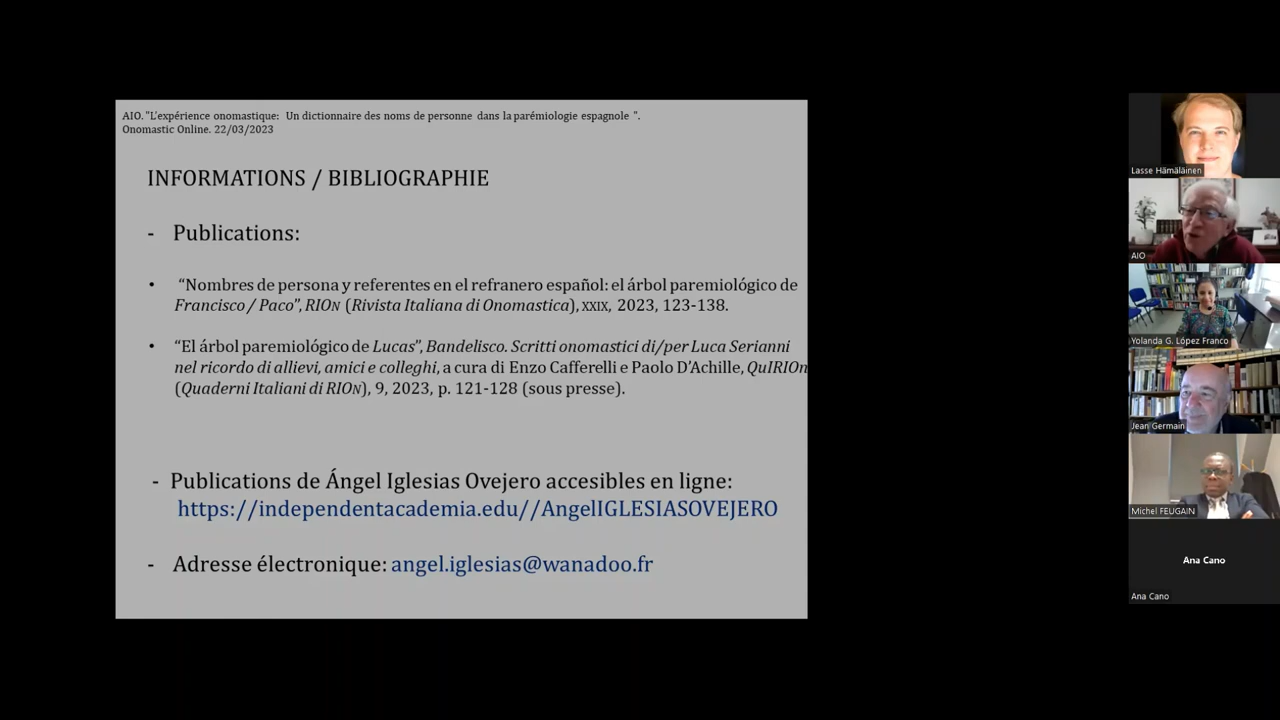 AIO. "L'expérience onomastique: Un dictionnaire des noms de personne dans la parémiologie espagnole ".
Onomastic Online. 22/03/2023
INFORMATIONS / BIBLIOGRAPHIE
- Publications:
• “Nombres de persona y referentes en el refranero español: el árbol paremiológico de
Francisco / Paco”, RION (Rivista Italiana di Onomastica), XXIX, 2023, 123-138.
• “El árbol paremiológico de Lucas”, Bandelisco. Scritti onomastici di/per Luca Serianni
nel ricordo di allievi, amici e colleghi, a cura di Enzo Cafferelli e Paolo D’Achille, QuIRIOn
(Quaderni Italiani di RION), 9, 2023, p. 121-128 (sous presse).
- Publications de Ángel Iglesias Ovejero accesibles en ligne:
https://independentacademia.edu//AngelIGLESIASOVEJERO
- Adresse électronique: angel.iglesias@wanadoo.fr
Lasse Hämäläinen
AIO
Yolanda G. López Franco
Jean Germain
Michel FEUGAIN
Ana Cano
Ana Cano